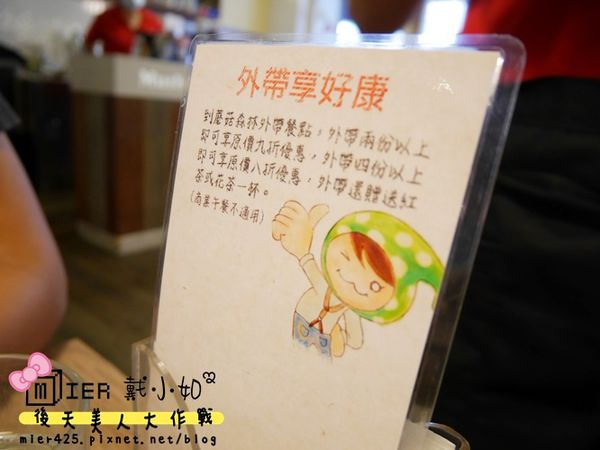 外帶享好康
到蘑菇森林外帶餐點，外帶兩份以上
即可享原價九折優惠，外帶四份以上
即可享原價八折優惠，外帶還贈送紅
茶或花茶一杯。
(商業午餐不適用)
MIER 戴小如
後天美人大作戰
mier425.pixnet.net/blog